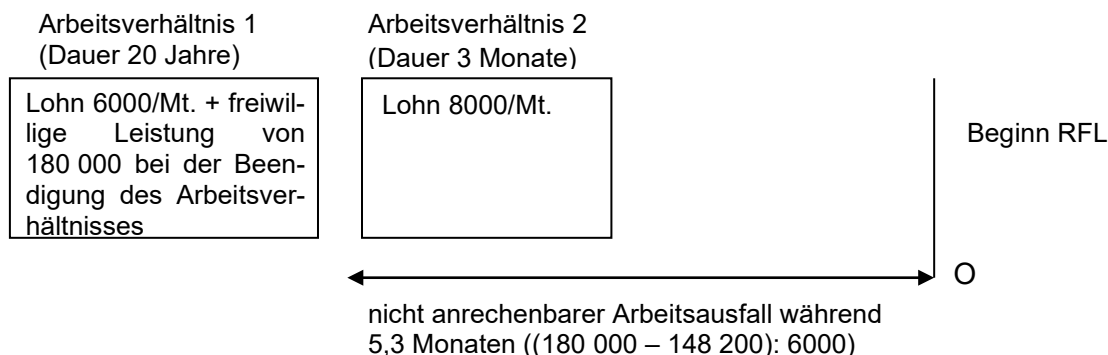 Arbeitsverhältnis 1
(Dauer 20 Jahre)
Arbeitsverhältnis 2
(Dauer 3 Monate)
Lohn 6000/Mt. + freiwil-
lige Leistung von
180 000 bei der Been-
digung des Arbeitsver-
hältnisses
Lohn 8000/Mt.
Beginn RFL
O
nicht anrechenbarer Arbeitsausfall während
5,3 Monaten ((180 000 – 148 200): 6000)